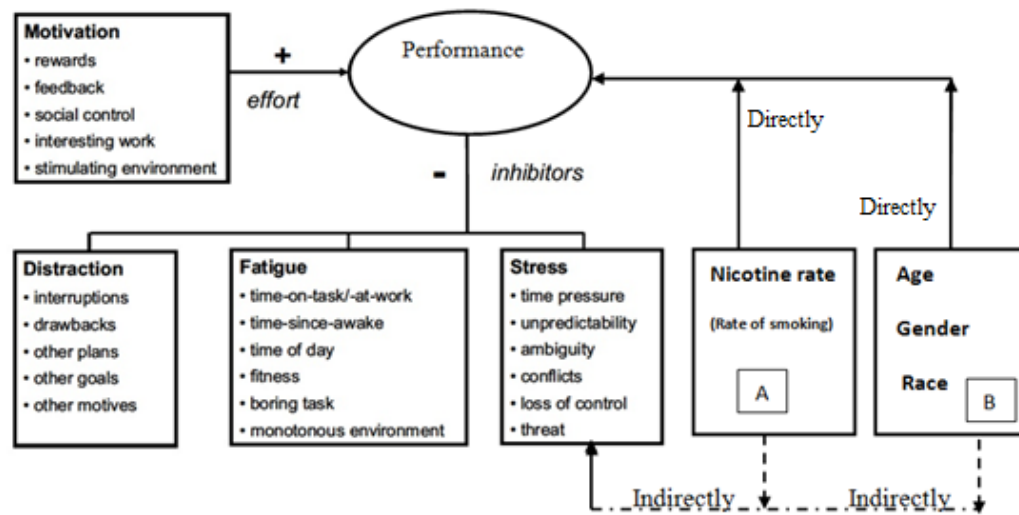 Motivation
• rewards
• feedback
• social control
• interesting work
• stimulating environment
+
effort
Performance
Directly
Directly
-
inhibitors
Distraction
• interruptions
• drawbacks
• other plans
• other goals
• other motives
Fatigue
• time-on-task/-at-work
• time-since-awake
• time of day
• fitness
• boring task
• monotonous environment
Stress
• time pressure
• unpredictability
• ambiguity
• conflicts
• loss of control
• threat
Nicotine rate
(Rate of smoking)
A
Age
Gender
Race
B
Indirectly
Indirectly